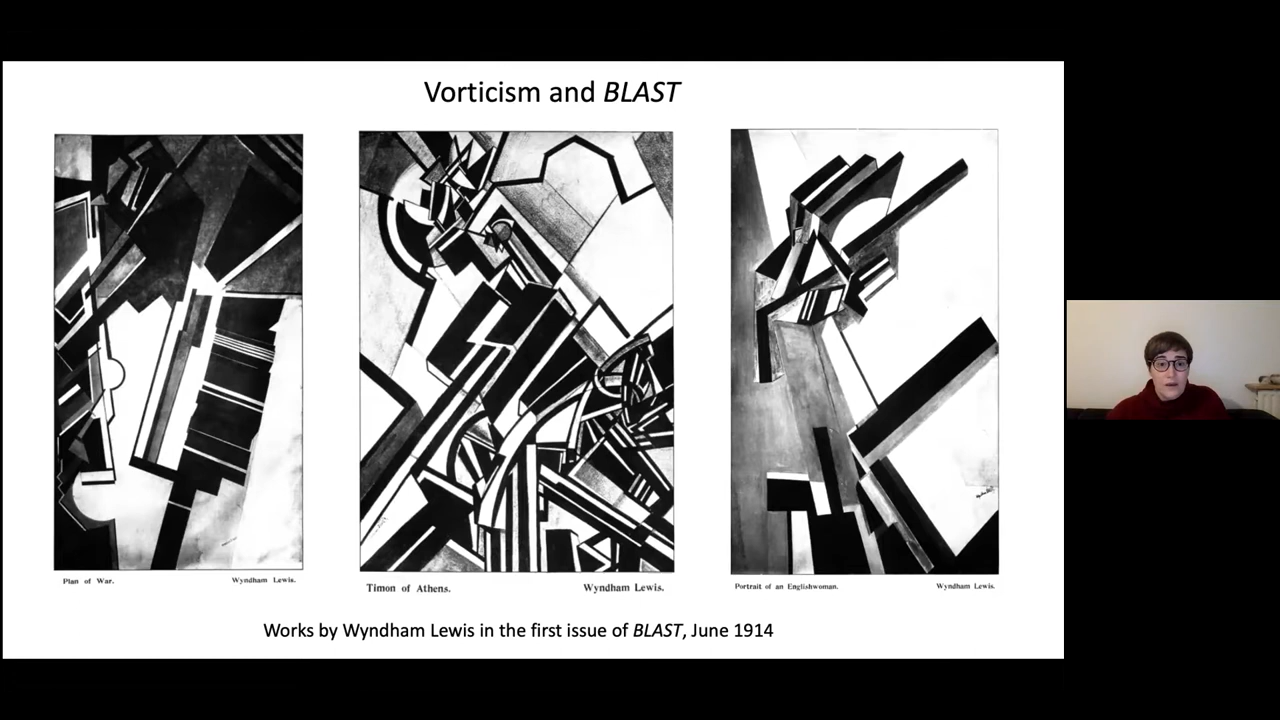 Vorticism and BLAST
Plan of War. Wyndham Lewis.
Timon of Athens. Wyndham Lewis.
Portrait of an Englishwoman. Wyndham Lewis.
Works by Wyndham Lewis in the first issue of BLAST, June 1914